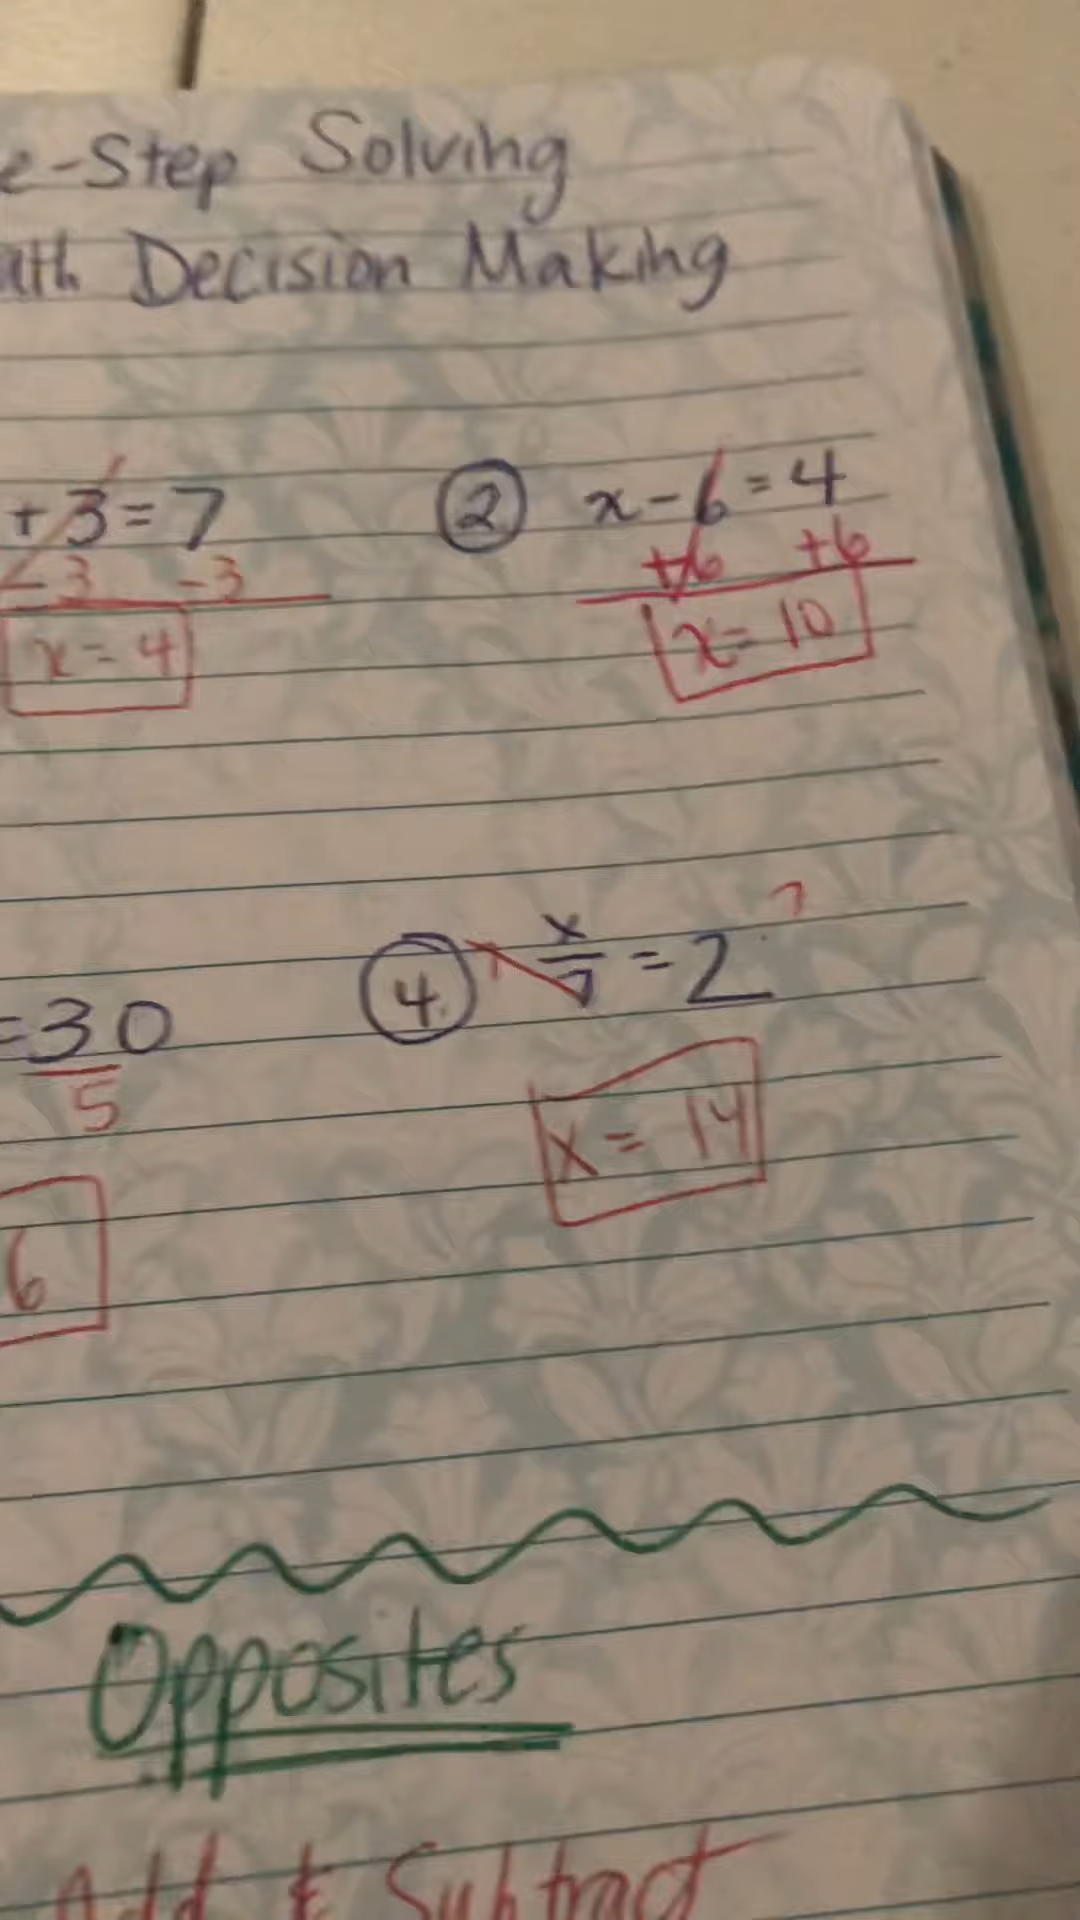 e-Step Solving
ath Decision Making
+ 3 = 7 ② x - 6 = 4
- 3 - 3 +6 +6
x = 4 x = 10
7
= 30 ④ 7 x/7 = 2
5
x = 14
6
Opposites
Add & Subtract